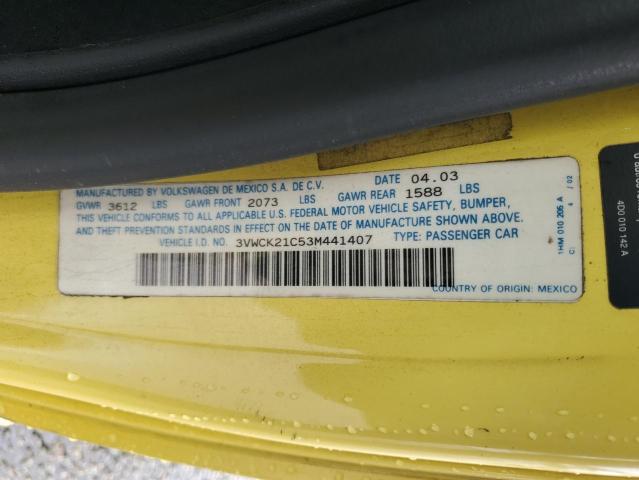 MANUFACTURED BY VOLKSWAGEN DE MEXICO S.A. DE C.V. DATE 04.03
GVWR 3612 LBS GAWR FRONT 2073 LBS GAWR REAR 1588 LBS
THIS VEHICLE CONFORMS TO ALL APPLICABLE U.S. FEDERAL MOTOR VEHICLE SAFETY, BUMPER,
AND THEFT PREVENTION STANDARDS IN EFFECT ON THE DATE OF MANUFACTURE SHOWN ABOVE.
VEHICLE I.D. NO. 3VWCK21C53M441407 TYPE: PASSENGER CAR
COUNTRY OF ORIGIN: MEXICO
1HM 010 205 A
C: 4 / 02
4D0 010 142 A